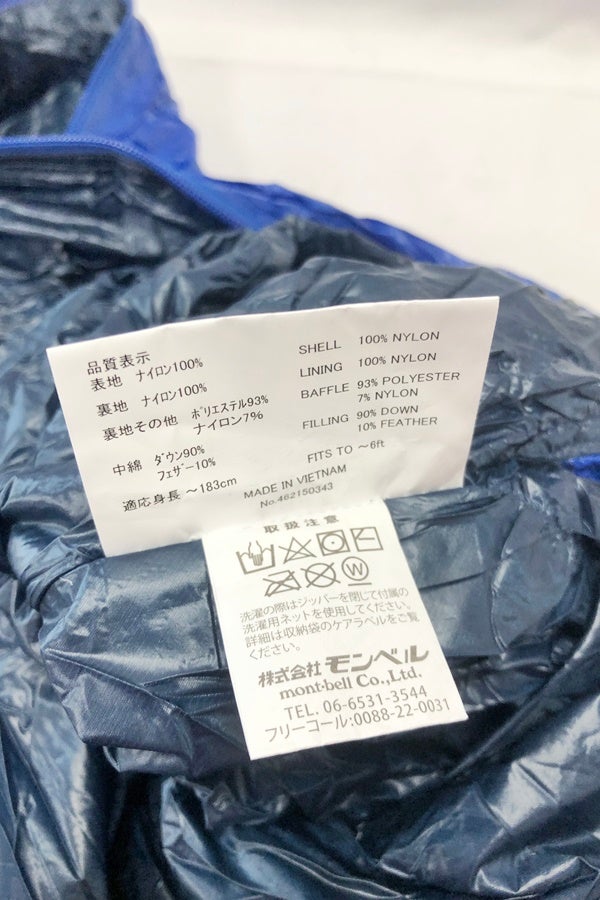 品質表示
表地 ナイロン100%
裏地 ナイロン100%
裏地その他 ポリエステル93%
ナイロン7%
中綿 ダウン90%
フェザー10%
適応身長 ～183cm
SHELL 100% NYLON
LINING 100% NYLON
BAFFLE 93% POLYESTER
7% NYLON
FILLING 90% DOWN
10% FEATHER
FITS TO ～6ft
MADE IN VIETNAM
No.462150343
取扱注意
W
洗濯の際はジッパーを閉じて付属の
洗濯用ネットを使用してください。
詳細は収納袋のケアラベルをご覧
ください。
株式会社 モンベル
mont-bell Co.,Ltd.
TEL. 06-6531-3544
フリーコール:0088-22-0031